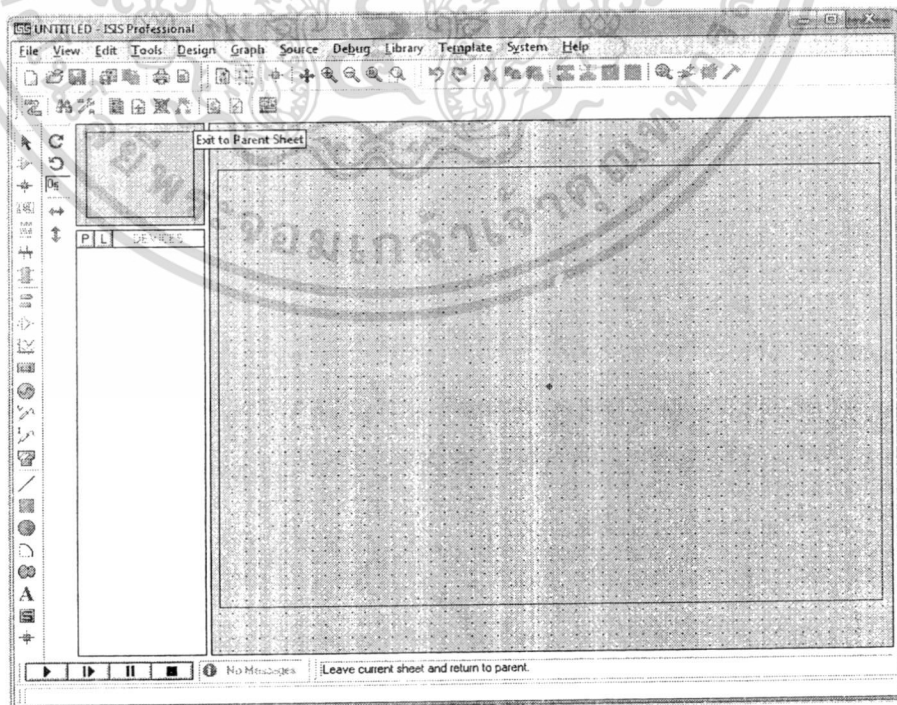 UNTITLED - ISIS Professional
File View Edit Tools Design Graph Source Debug Library Template System Help
Exit to Parent Sheet
P L DEVICES
A
No Messages Leave current sheet and return to parent.